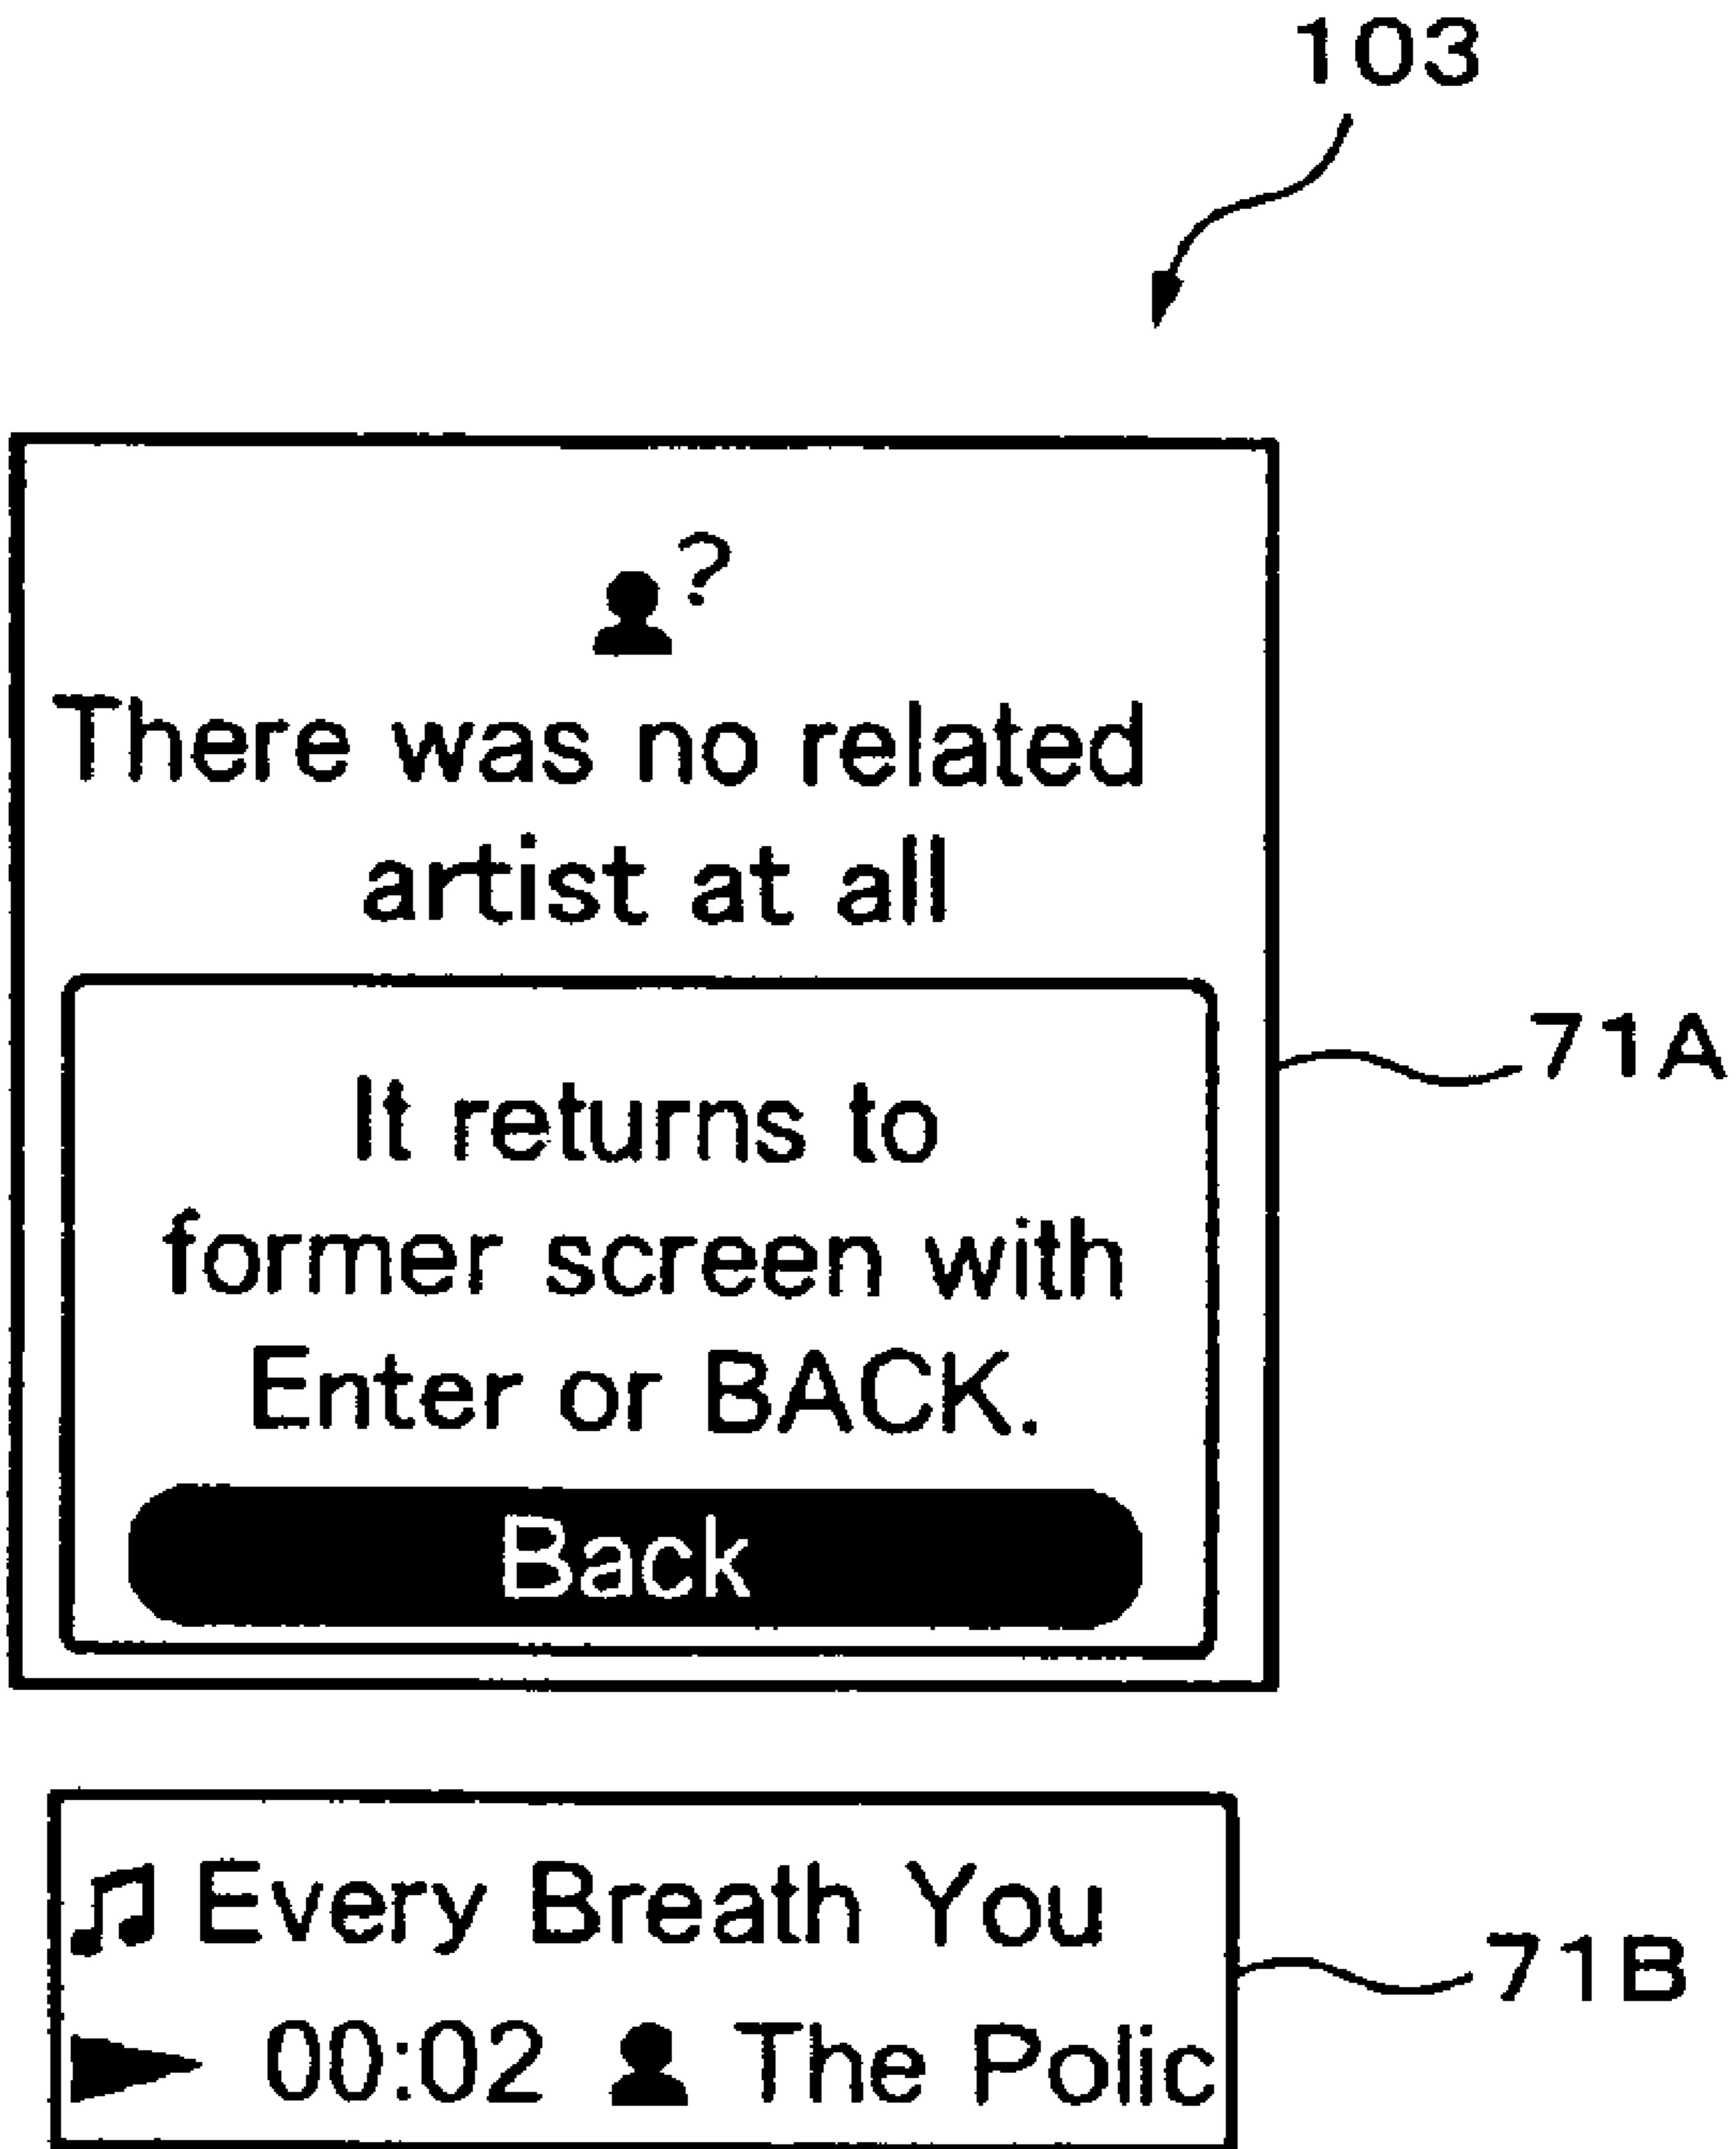 103
There was no related
artist at all
It returns to
former screen with
Enter or BACK.
Back
71A
Every Breath You
00:02 The Polic
71B